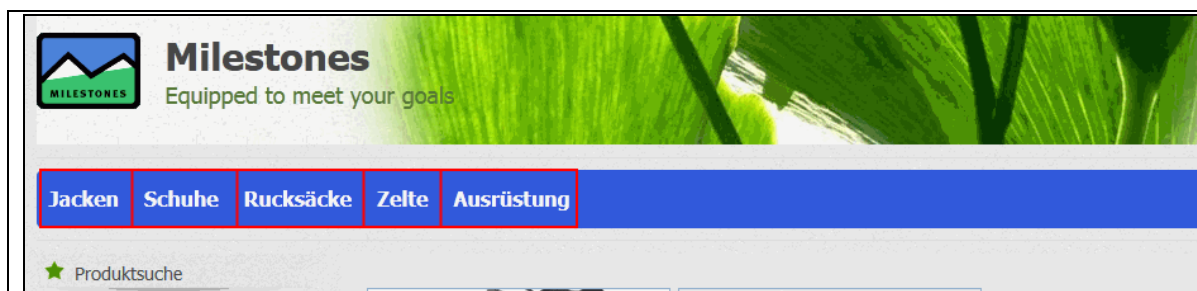 Milestones
Equipped to meet your goals
MILESTONES
Jacken Schuhe Rucksäcke Zelte Ausrüstung
Produktsuche